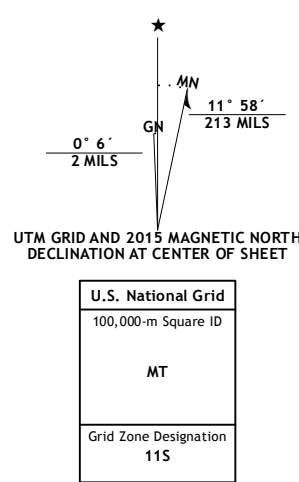 MN
11° 58´
213 MILS
GN
0° 6´
2 MILS
UTM GRID AND 2015 MAGNETIC NORTH
DECLINATION AT CENTER OF SHEET
U.S. National Grid
100,000-m Square ID
MT
Grid Zone Designation
11S